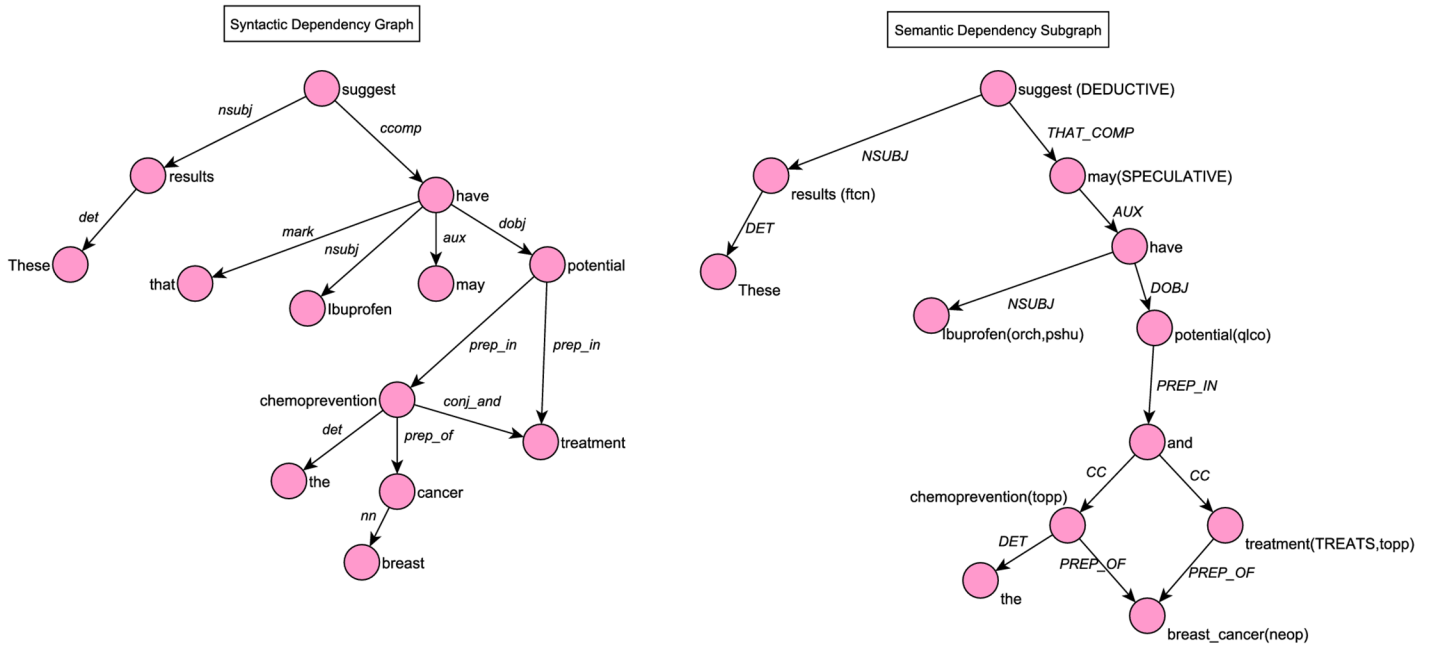 Syntactic Dependency Graph
suggest
nsubj
ccomp
results
have
det
mark
nsubj
aux
dobj
These
that
Ibuprofen
may
potential
prep_in
prep_in
chemoprevention
conj_and
det
prep_of
treatment
the
cancer
nn
breast
Semantic Dependency Subgraph
suggest (DEDUCTIVE)
THAT_COMP
NSUBJ
results (ftcn)
may(SPECULATIVE)
DET
AUX
These
have
NSUBJ
DOBJ
Ibuprofen(orch,pshu)
potential(qlco)
PREP_IN
and
CC
CC
chemoprevention(topp)
DET
treatment(TREATS,topp)
PREP_OF
PREP_OF
the
breast_cancer(neop)